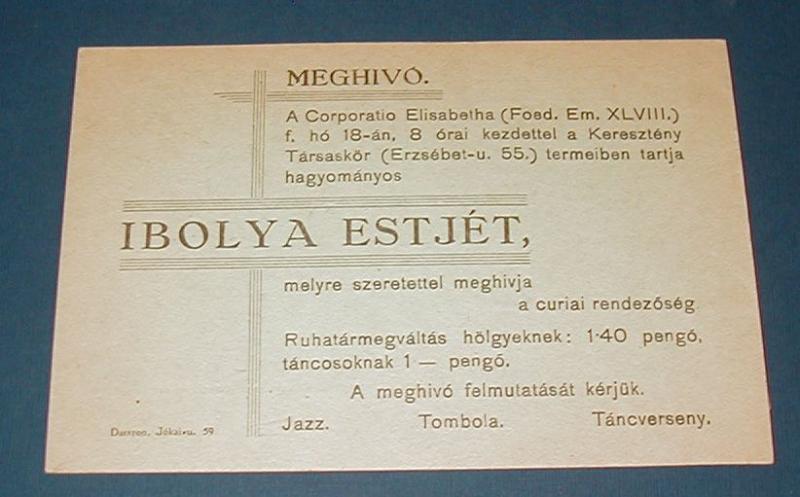 MEGHIVÓ.
A Corporatio Elisabetha (Foed. Em. XLVIII.)
f. hó 18-án, 8 órai kezdettel a Keresztény
Társaskör (Erzsébet-u. 55.) termeiben tartja
hagyományos
IBOLYA ESTJÉT,
melyre szeretettel meghivja
a curiai rendezőség
Ruhatármegváltás hölgyeknek: 1·40 pengő,
táncosoknak 1 — pengő.
A meghivó felmutatását kérjük.
Jazz. Tombola. Táncverseny.
Jókai-u. 59